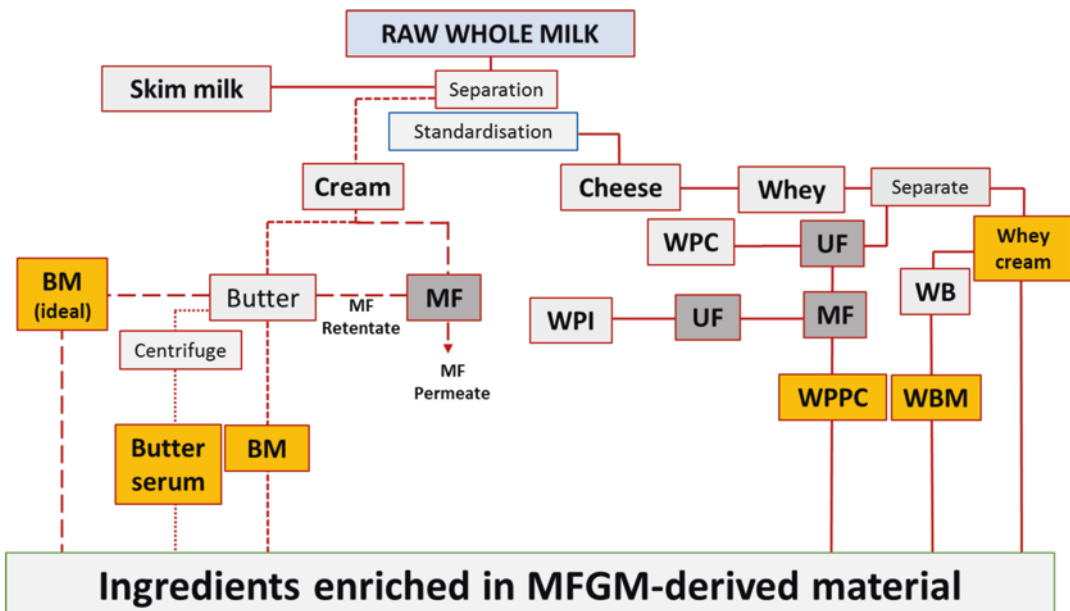 RAW WHOLE MILK
Skim milk
Separation
Standardisation
Cream
Cheese
Whey
Separate
WPC
UF
Whey
cream
BM
(ideal)
Butter
MF
Retentate
MF
WB
WPI
UF
MF
Centrifuge
MF
Permeate
WPPC
WBM
Butter
serum
BM
Ingredients enriched in MFGM-derived material